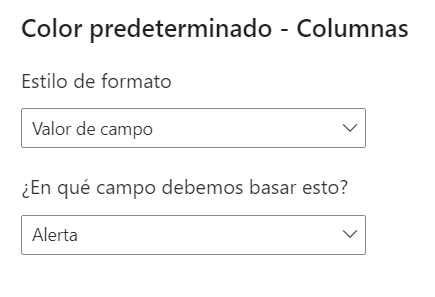 Color predeterminado - Columnas
Estilo de formato
Valor de campo
¿En qué campo debemos basar esto?
Alerta